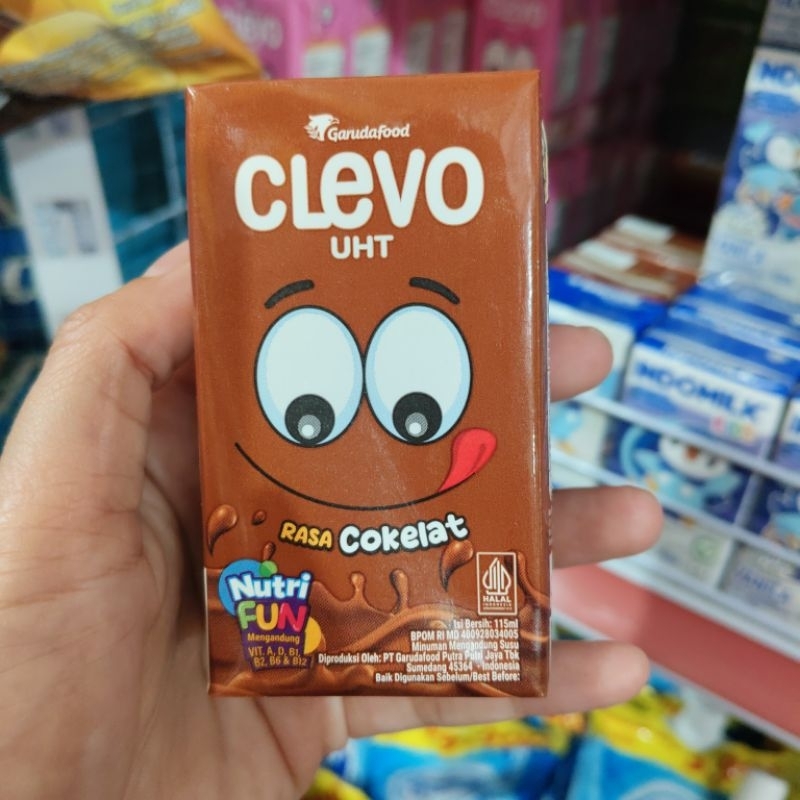 Garudafood
CLEVO
UHT
RASA COKELAT
Nutri
FUN
Mengandung
VIT. A, D, B1,
B2, B6 & B12
HALAL
INDONESIA
Isi Bersih: 115ml
BPOM RI MD 400928034005
Minuman Mengandung Susu
Diproduksi Oleh: PT Garudafood Putra Putri Jaya Tbk
Sumedang 45364 - Indonesia
Baik Digunakan Sebelum/Best Before:
INDOMILK